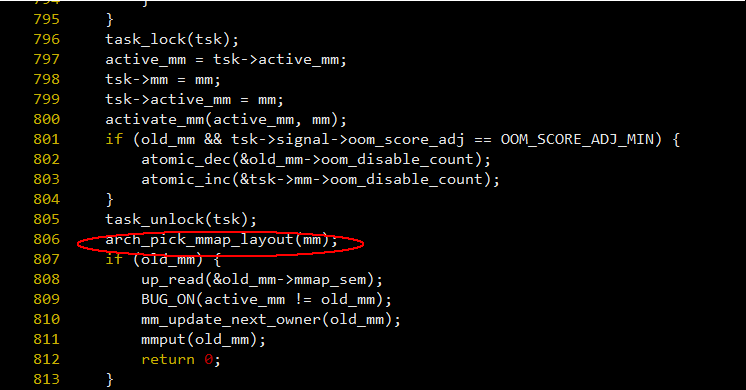 794 }
795 }
796 task_lock(tsk);
797 active_mm = tsk->active_mm;
798 tsk->mm = mm;
799 tsk->active_mm = mm;
800 activate_mm(active_mm, mm);
801 if (old_mm && tsk->signal->oom_score_adj == OOM_SCORE_ADJ_MIN) {
802 atomic_dec(&old_mm->oom_disable_count);
803 atomic_inc(&tsk->mm->oom_disable_count);
804 }
805 task_unlock(tsk);
806 arch_pick_mmap_layout(mm);
807 if (old_mm) {
808 up_read(&old_mm->mmap_sem);
809 BUG_ON(active_mm != old_mm);
810 mm_update_next_owner(old_mm);
811 mmput(old_mm);
812 return 0;
813 }